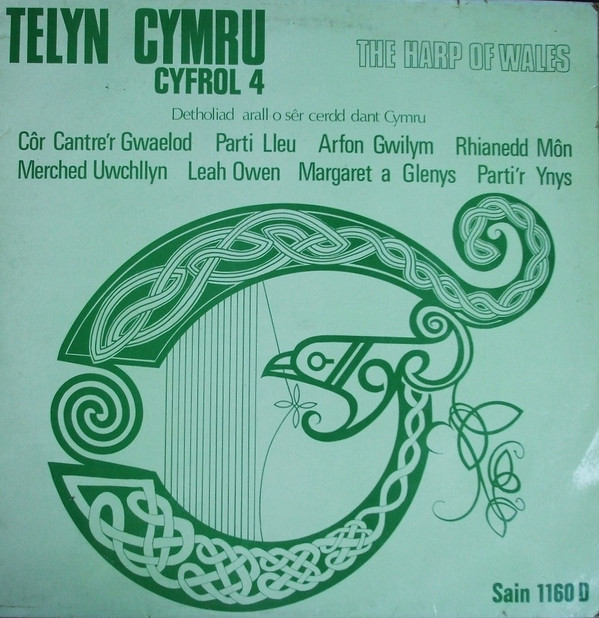 TELYN CYMRU
CYFROL 4
THE HARP OF WALES
Detholiad arall o sêr cerdd dant Cymru
Côr Cantre'r Gwaelod Parti Lleu Arfon Gwilym Rhianedd Môn
Merched Uwchllyn Leah Owen Margaret a Glenys Parti'r Ynys
Sain 1160 D